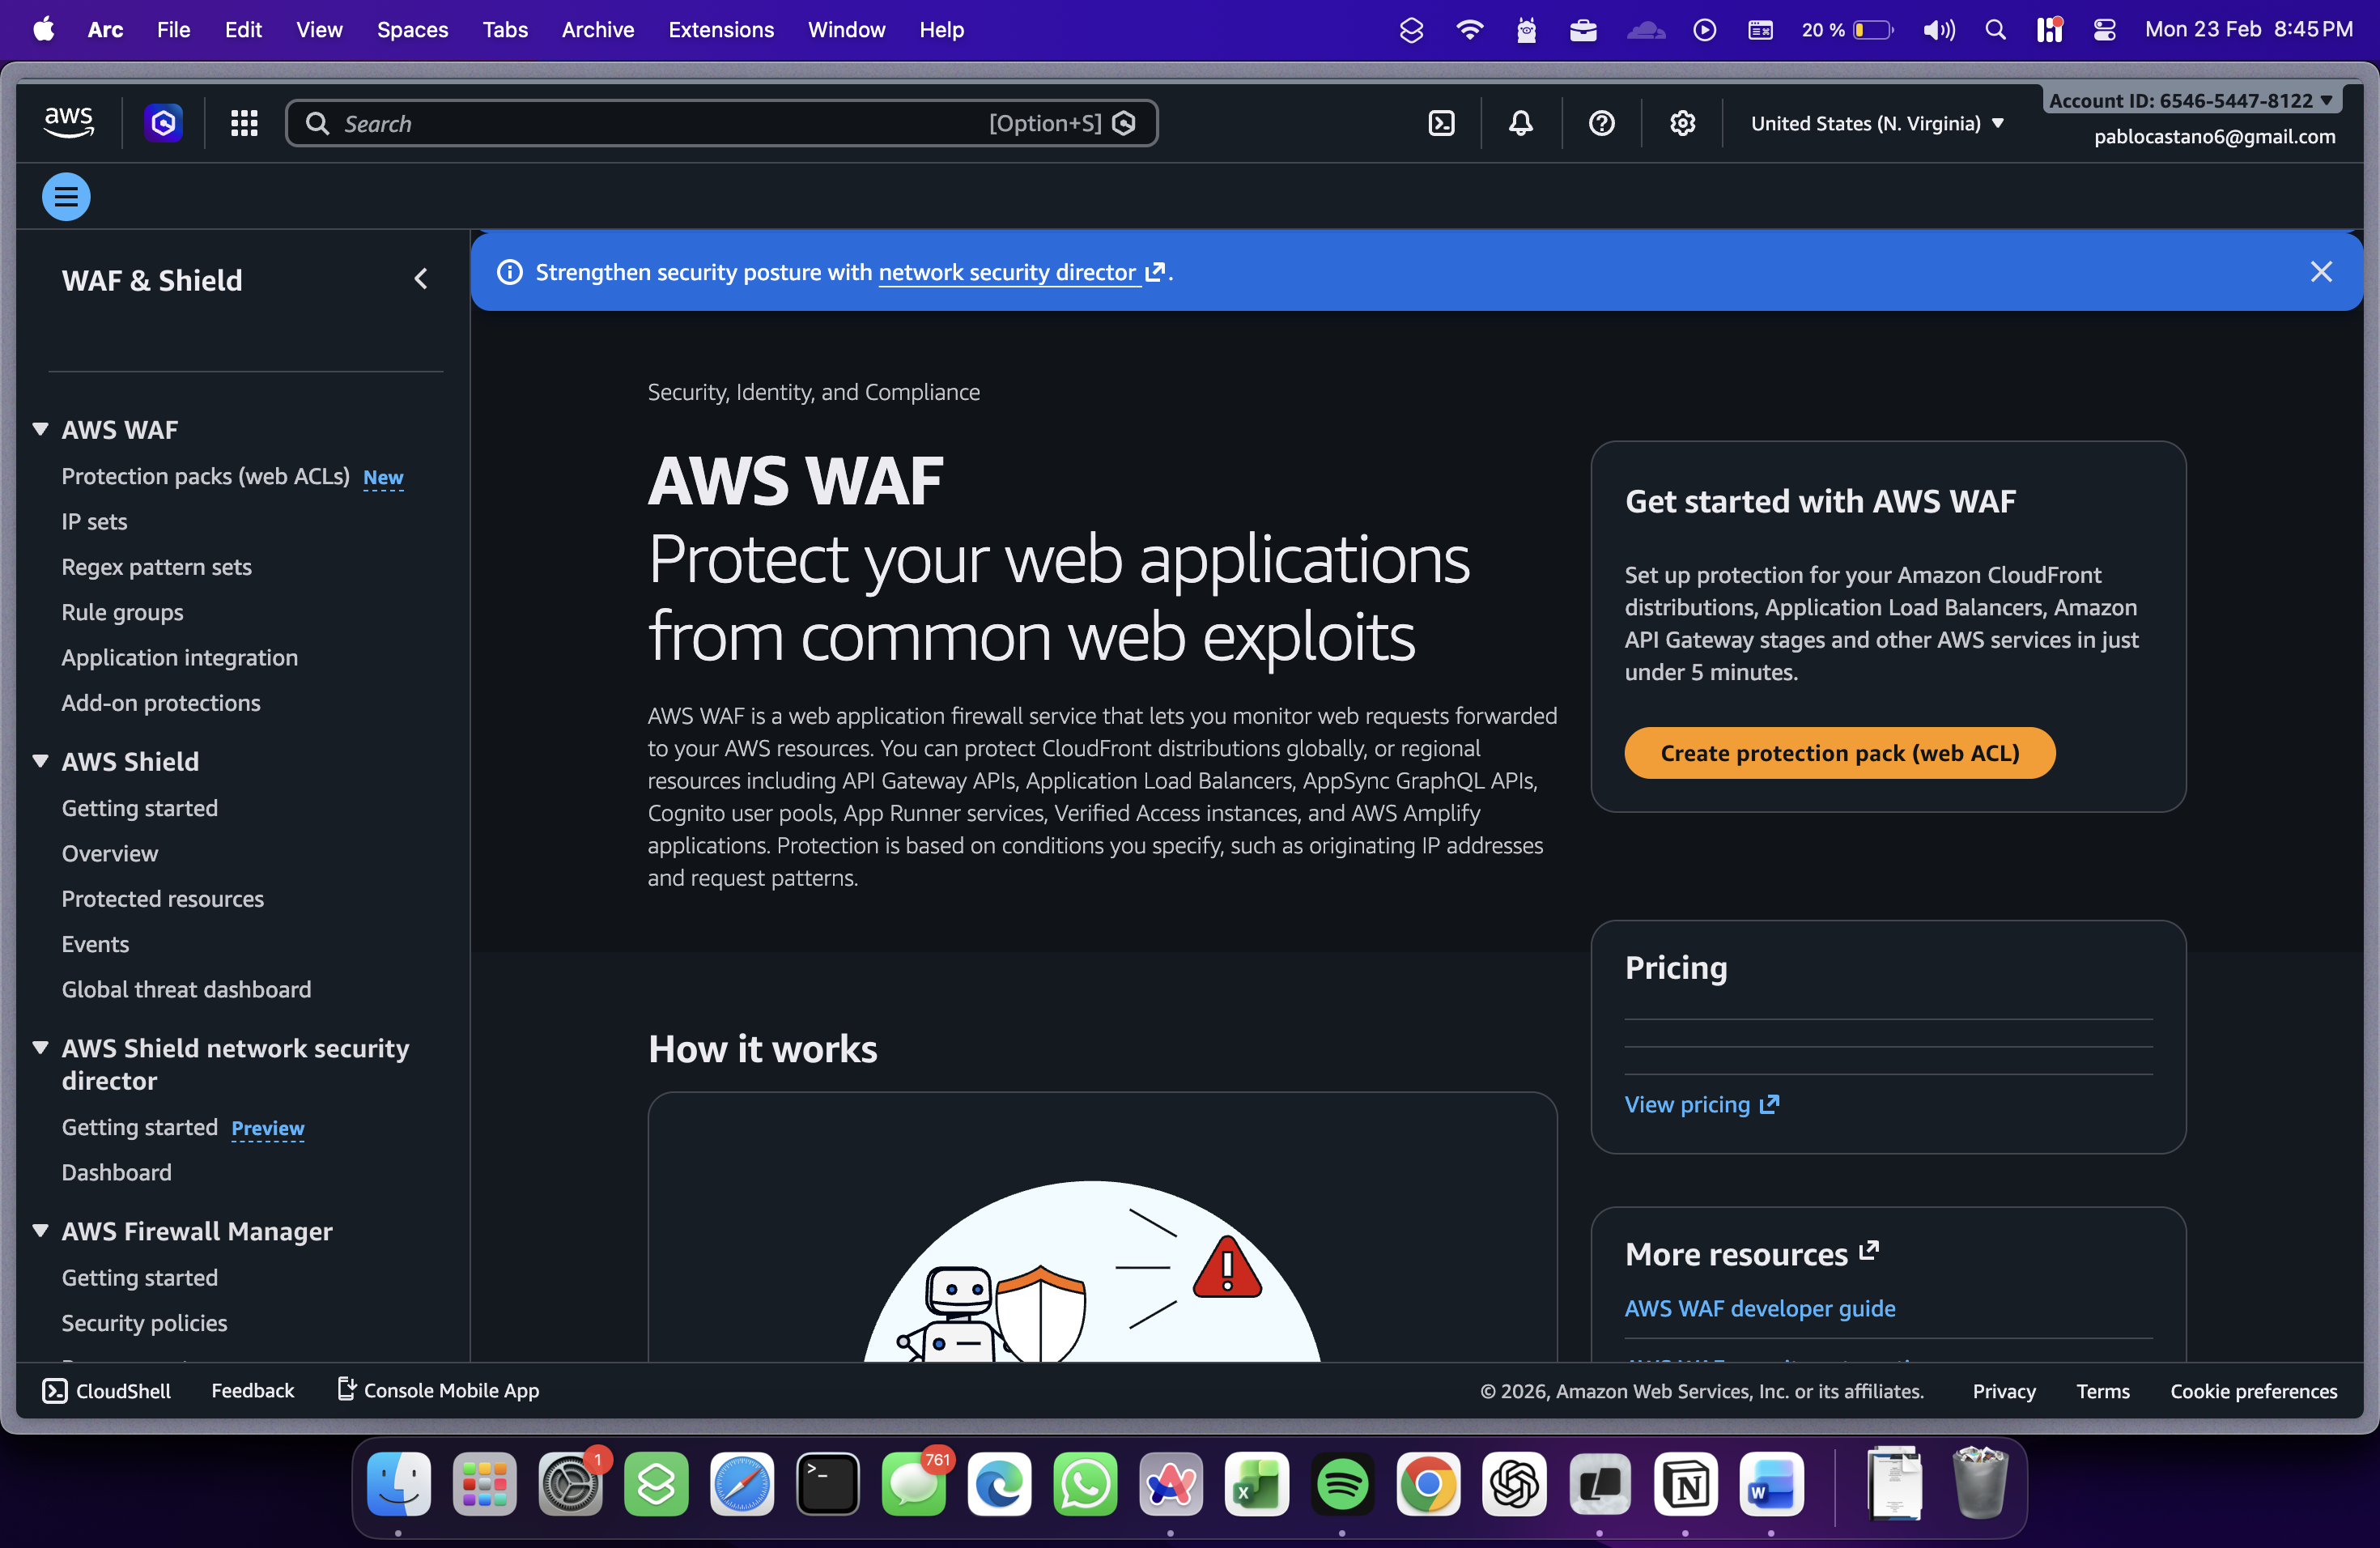 Arc File Edit View Spaces Tabs Archive Extensions Window Help
20 %
Mon 23 Feb 8:45 PM
aws
Search
[Option+S]
United States (N. Virginia)
Account ID: 6546-5447-8122
pablocastano6@gmail.com
WAF & Shield
AWS WAF
Protection packs (web ACLs) New
IP sets
Regex pattern sets
Rule groups
Application integration
Add-on protections
AWS Shield
Getting started
Overview
Protected resources
Events
Global threat dashboard
AWS Shield network security
director
Getting started Preview
Dashboard
AWS Firewall Manager
Getting started
Security policies
Strengthen security posture with network security director .
Security, Identity, and Compliance
AWS WAF
Protect your web applications
from common web exploits
AWS WAF is a web application firewall service that lets you monitor web requests forwarded
to your AWS resources. You can protect CloudFront distributions globally, or regional
resources including API Gateway APIs, Application Load Balancers, AppSync GraphQL APIs,
Cognito user pools, App Runner services, Verified Access instances, and AWS Amplify
applications. Protection is based on conditions you specify, such as originating IP addresses
and request patterns.
How it works
Get started with AWS WAF
Set up protection for your Amazon CloudFront
distributions, Application Load Balancers, Amazon
API Gateway stages and other AWS services in just
under 5 minutes.
Create protection pack (web ACL)
Pricing
View pricing
More resources
AWS WAF developer guide
CloudShell
Feedback
Console Mobile App
© 2026, Amazon Web Services, Inc. or its affiliates.
Privacy
Terms
Cookie preferences
1
761